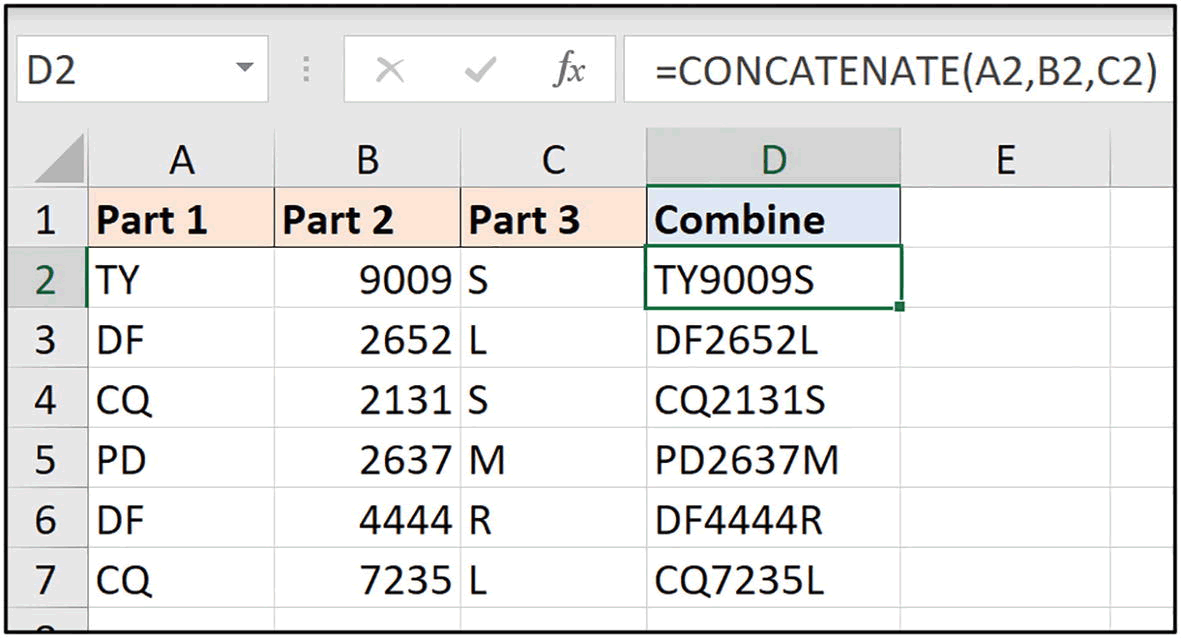 D2 fx =CONCATENATE(A2,B2,C2)
A B C D E
1 Part 1 Part 2 Part 3 Combine
2 TY 9009 S TY9009S
3 DF 2652 L DF2652L
4 CQ 2131 S CQ2131S
5 PD 2637 M PD2637M
6 DF 4444 R DF4444R
7 CQ 7235 L CQ7235L